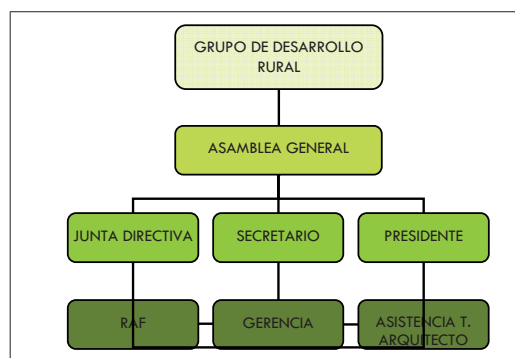 GRUPO DE DESARROLLO
RURAL
ASAMBLEA GENERAL
JUNTA DIRECTIVA
SECRETARIO
PRESIDENTE
RAF
GERENCIA
ASISTENCIA T.
ARQUITECTO